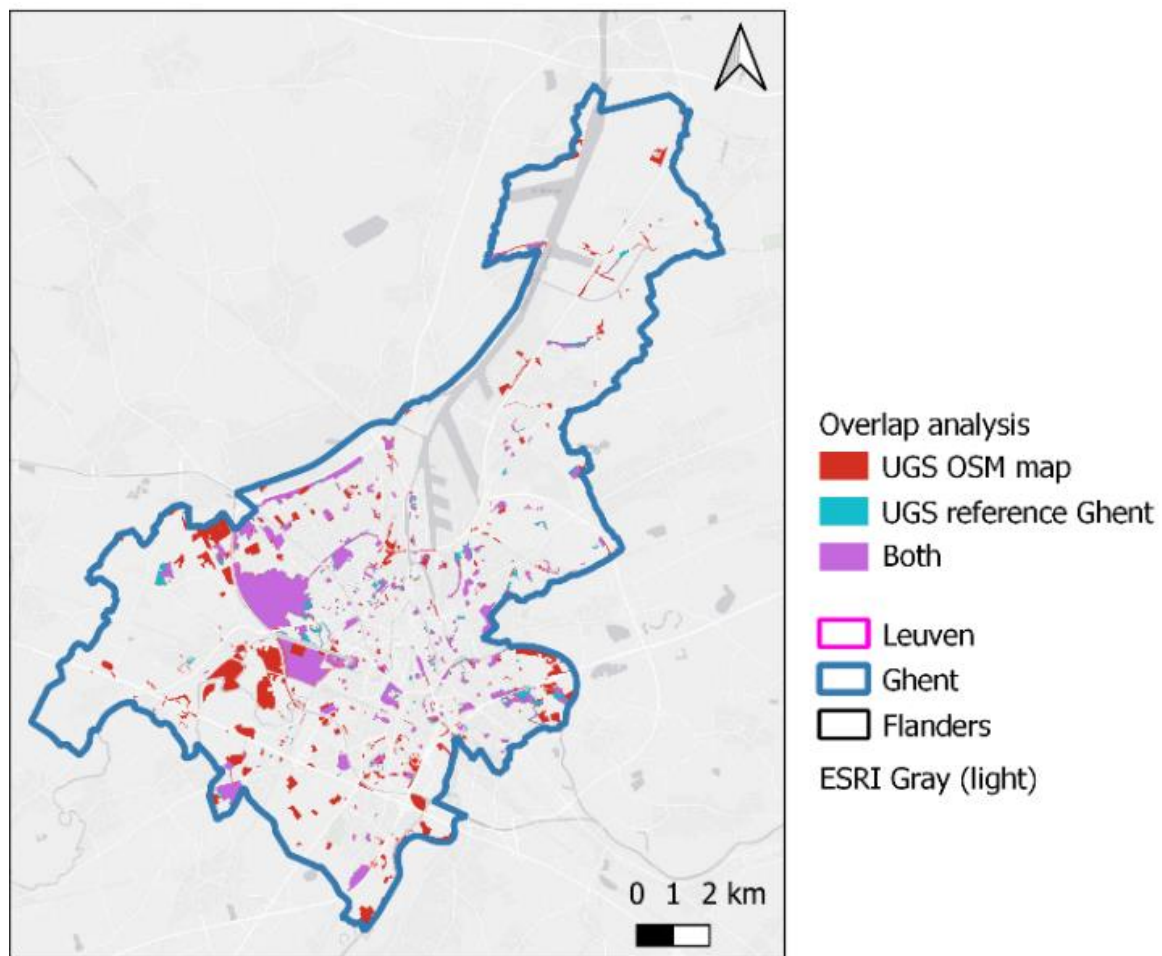 Overlap analysis
UGS OSM map
UGS reference Ghent
Both
Leuven
Ghent
Flanders
ESRI Gray (light)
0 1 2 km